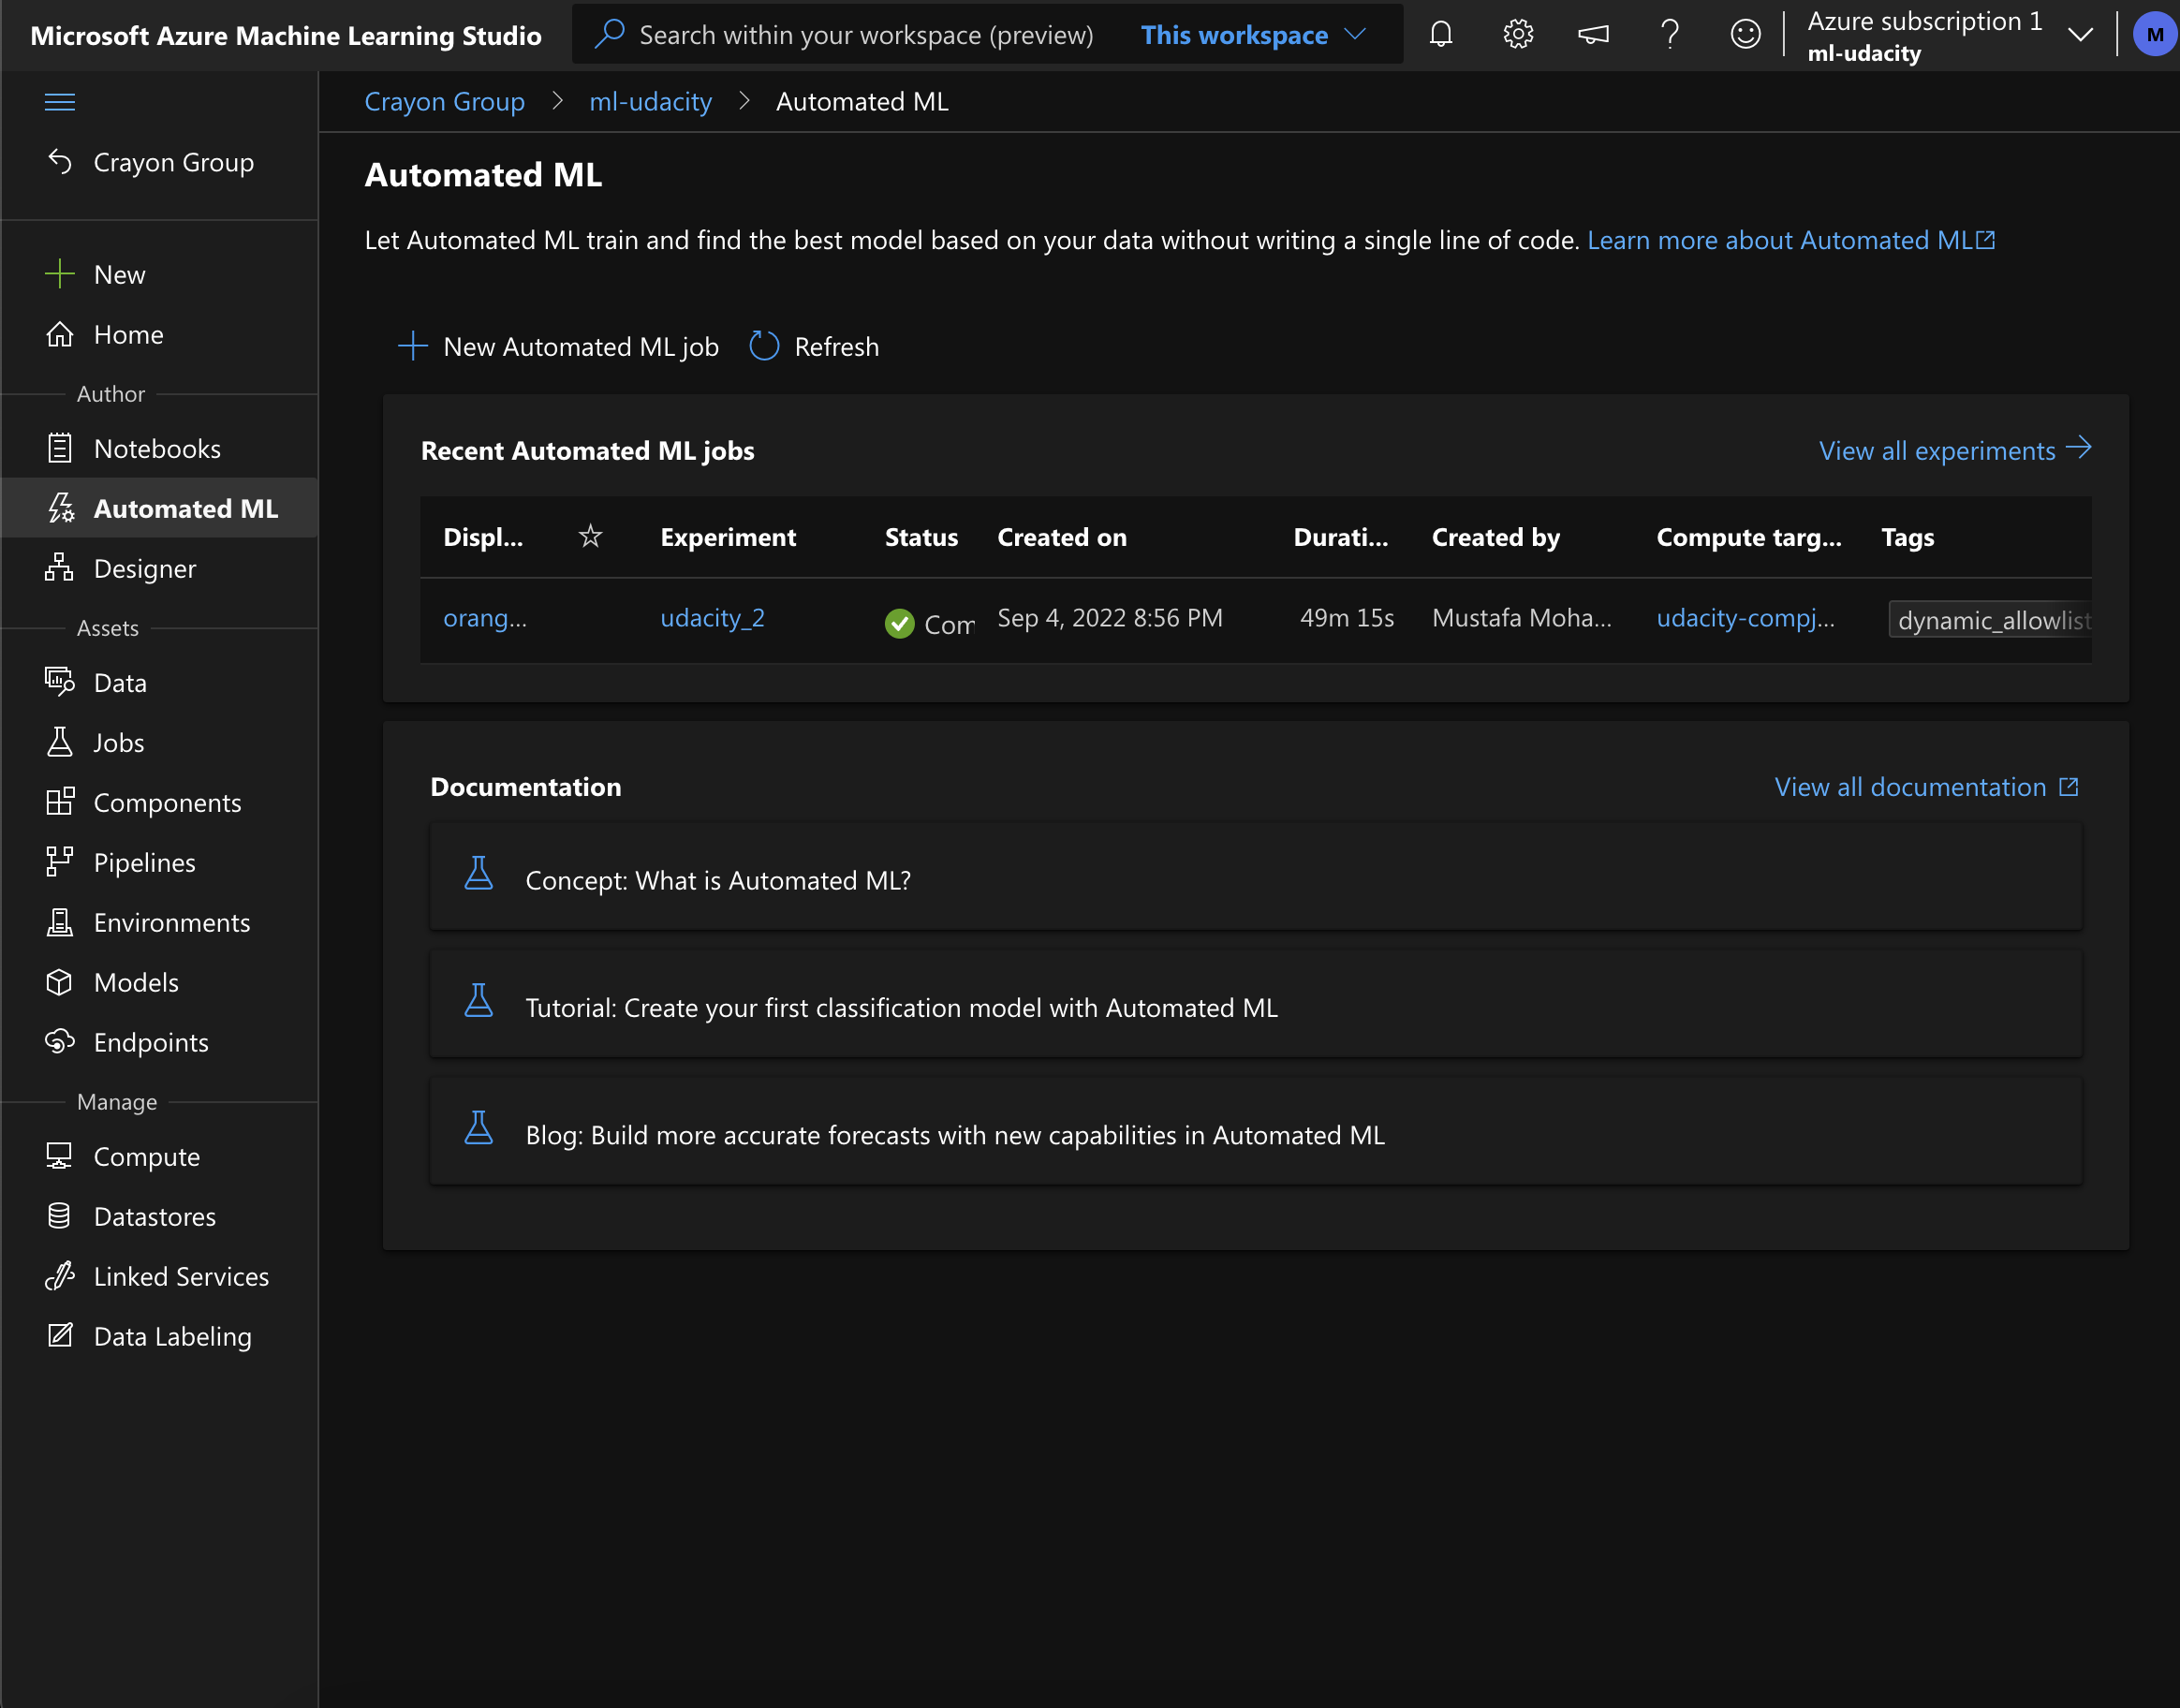 Microsoft Azure Machine Learning Studio
Search within your workspace (preview)
This workspace
Azure subscription 1
ml-udacity
M
Crayon Group
New
Home
Author
Notebooks
Automated ML
Designer
Assets
Data
Jobs
Components
Pipelines
Environments
Models
Endpoints
Manage
Compute
Datastores
Linked Services
Data Labeling
Crayon Group > ml-udacity > Automated ML
Automated ML
Let Automated ML train and find the best model based on your data without writing a single line of code. Learn more about Automated ML
New Automated ML job
Refresh
Recent Automated ML jobs
View all experiments
Displ... Experiment Status Created on Durati... Created by Compute targ... Tags
orang... udacity_2 Com Sep 4, 2022 8:56 PM 49m 15s Mustafa Moha... udacity-compj... dynamic_allowlist
Documentation
View all documentation
Concept: What is Automated ML?
Tutorial: Create your first classification model with Automated ML
Blog: Build more accurate forecasts with new capabilities in Automated ML